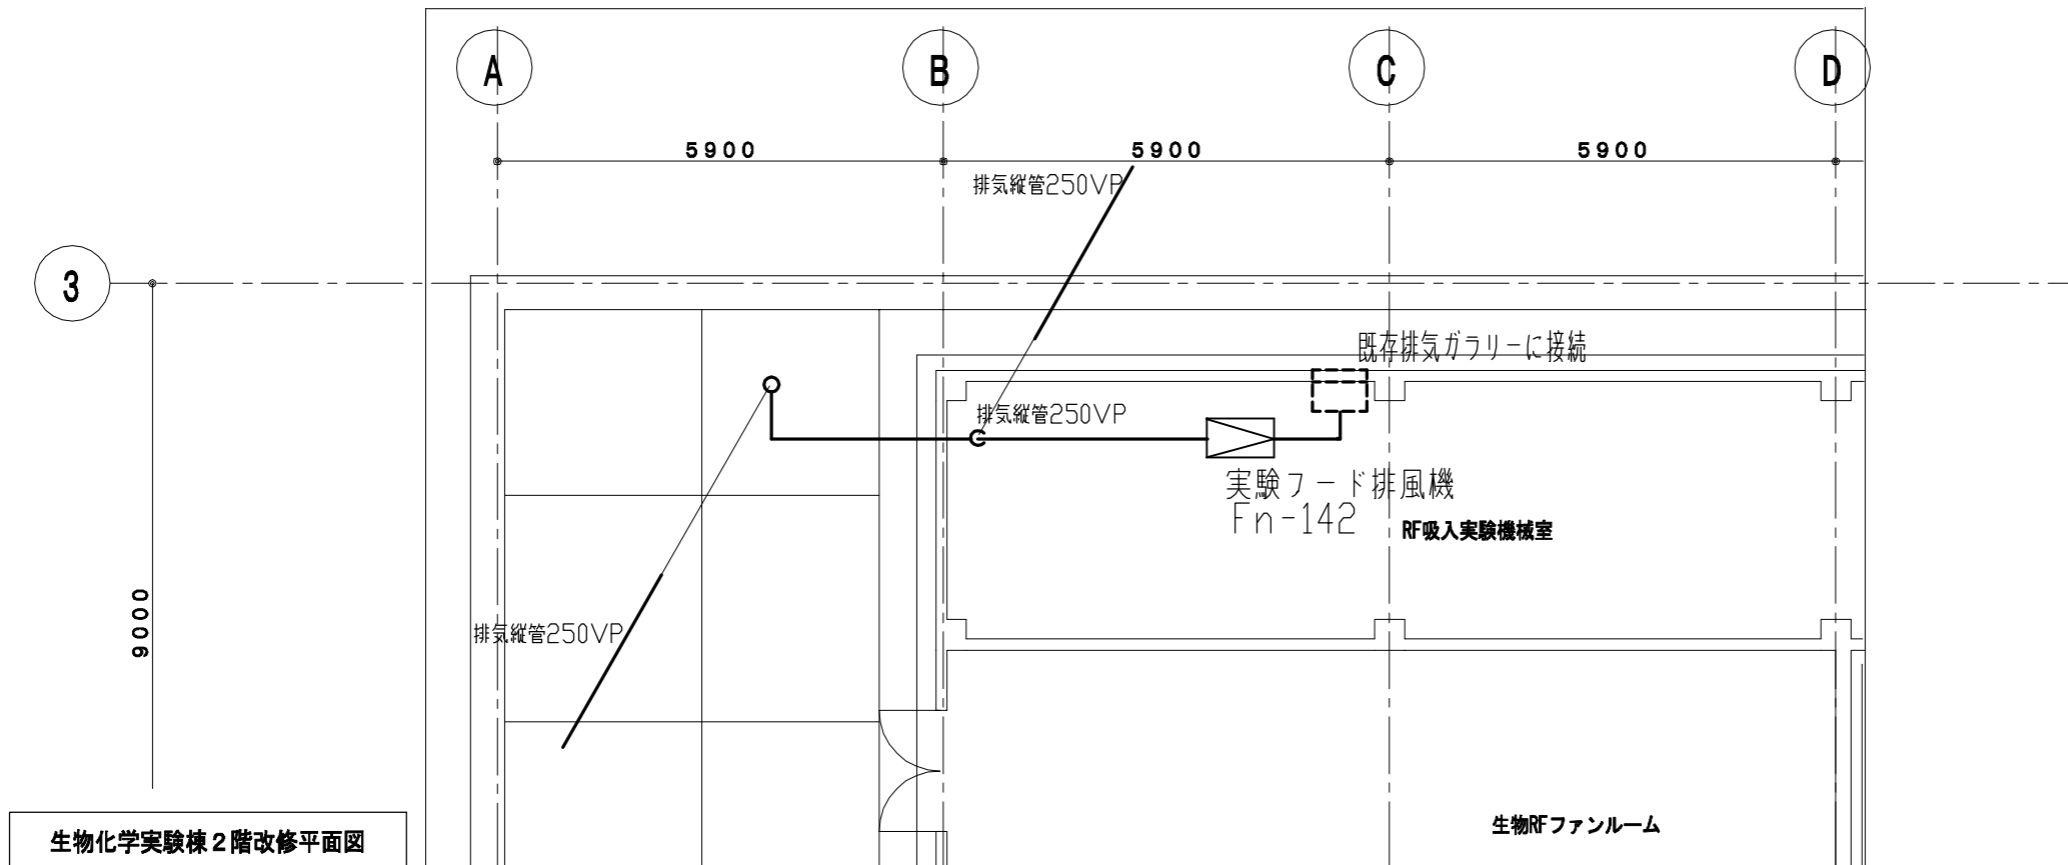 A
B
C
D
5900
5900
5900
排気縦管250VP
3
既存排気ガラリーに接続
排気縦管250VP
実験フード排風機
Fn-142
RF吸入実験機械室
9000
排気縦管250VP
生物RFファンルーム
生物化学実験棟2階改修平面図